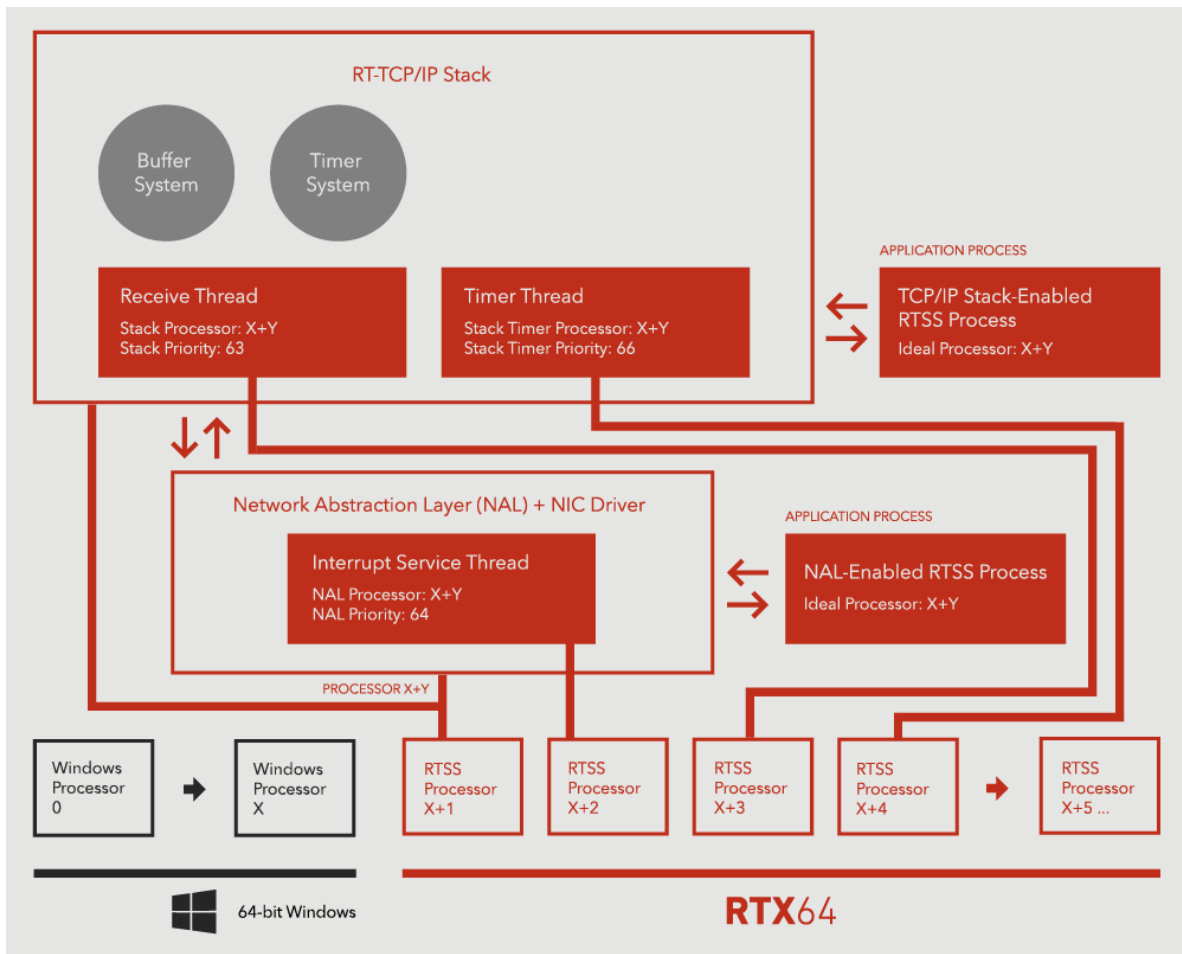 RT-TCP/IP Stack
Buffer
System
Timer
System
Receive Thread
Stack Processor: X+Y
Stack Priority: 63
Timer Thread
Stack Timer Processor: X+Y
Stack Timer Priority: 66
APPLICATION PROCESS
TCP/IP Stack-Enabled
RTSS Process
Ideal Processor: X+Y
Network Abstraction Layer (NAL) + NIC Driver
Interrupt Service Thread
NAL Processor: X+Y
NAL Priority: 64
APPLICATION PROCESS
NAL-Enabled RTSS Process
Ideal Processor: X+Y
PROCESSOR X+Y
Windows
Processor
0
Windows
Processor
X
RTSS
Processor
X+1
RTSS
Processor
X+2
RTSS
Processor
X+3
RTSS
Processor
X+4
RTSS
Processor
X+5 ...
64-bit Windows
RTX64